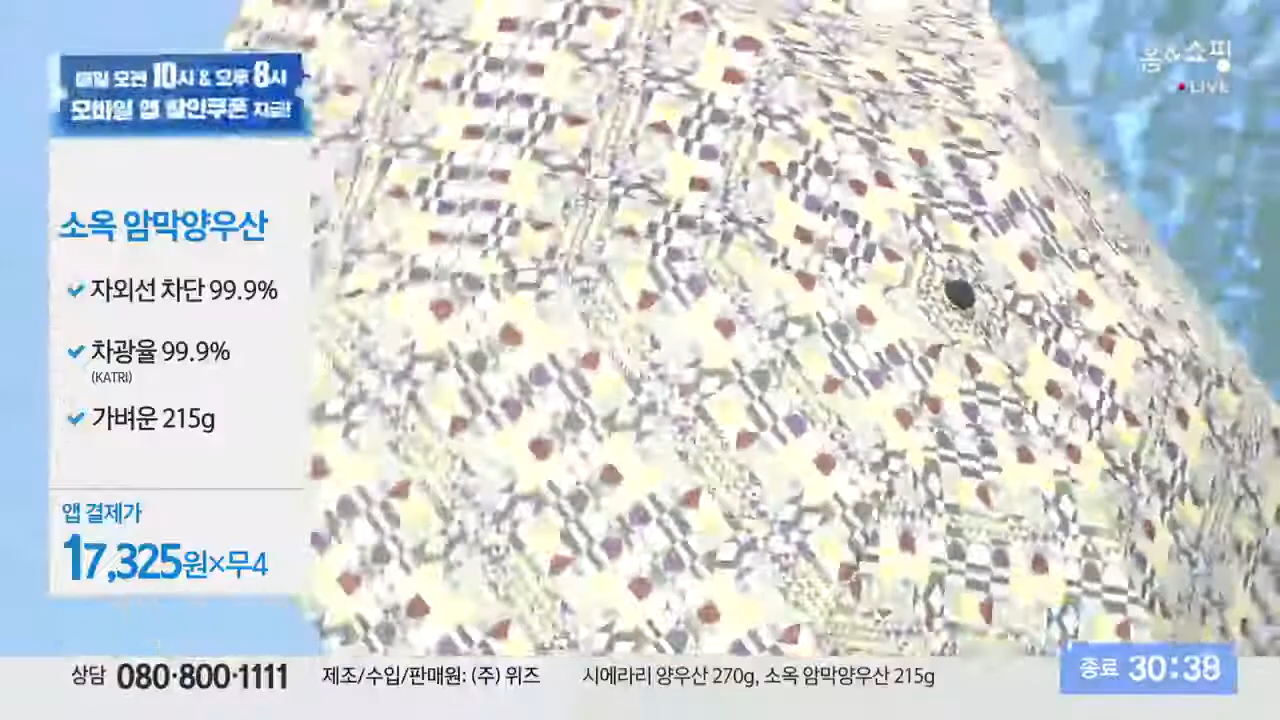 매일 오전 10시 & 오후 8시
모바일 앱 할인쿠폰 지급!
홈&쇼핑
LIVE
소옥 암막양우산
자외선 차단 99.9%
차광율 99.9%
(KATRI)
가벼운 215g
앱 결제가
17,325원×무4
상담 080·800·1111
제조/수입/판매원: (주) 위즈
시에라리 양우산 270g, 소옥 암막양우산 215g
종료 30:38